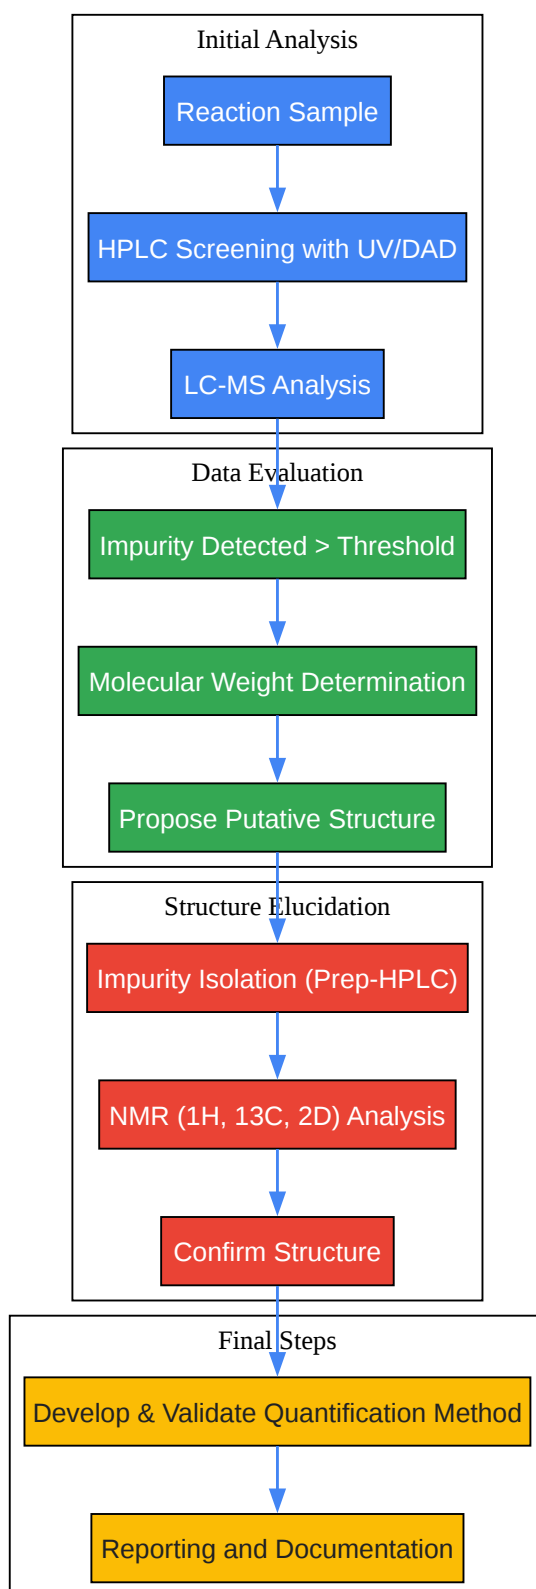 Initial Analysis
Reaction Sample
HPLC Screening with UV/DAD
LC-MS Analysis
Data Evaluation
Impurity Detected > Threshold
Molecular Weight Determination
Propose Putative Structure
Structure Elucidation
Impurity Isolation (Prep-HPLC)
NMR (1H, 13C, 2D) Analysis
Confirm Structure
Final Steps
Develop & Validate Quantification Method
Reporting and Documentation